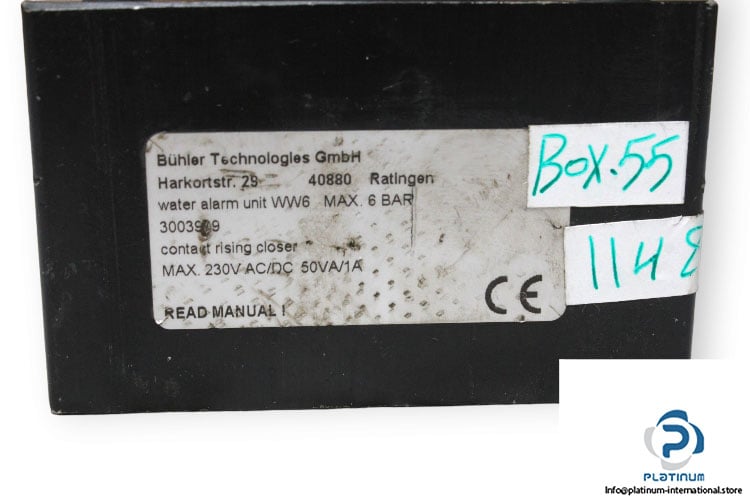 Bühler Technologies GmbH
Harkortstr. 29 40880 Ratingen
water alarm unit WW6 MAX. 6 BAR
contact rising closer
MAX. 230V AC/DC 50VA/1A
READ MANUAL !
CE
Box.55
PLATINUM
Info@platinum-international.store